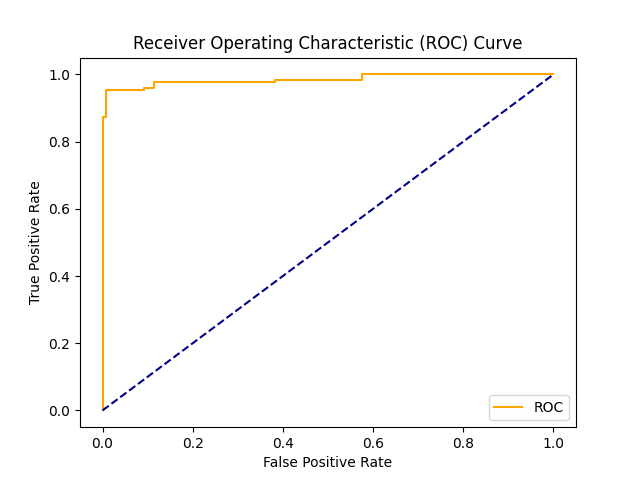 Receiver Operating Characteristic (ROC) Curve
1.0
0.8
0.6
0.4
0.2
0.0
True Positive Rate
ROC
0.0 0.2 0.4 0.6 0.8 1.0
False Positive Rate